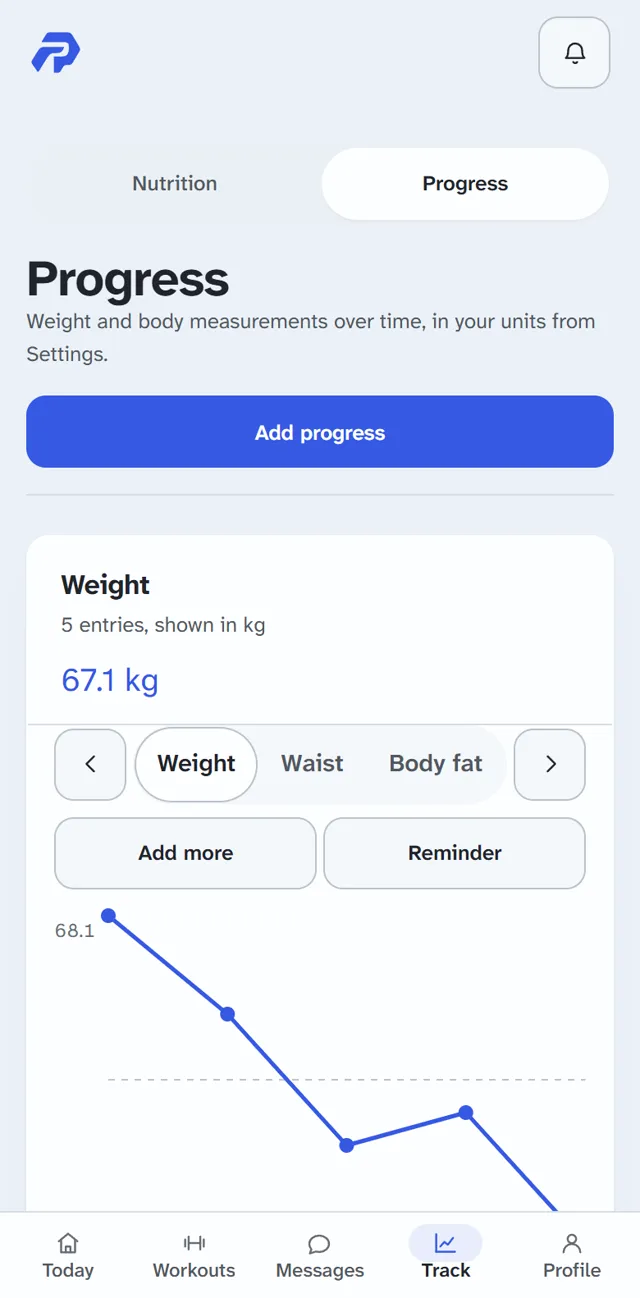 Nutrition
Progress
Progress
Weight and body measurements over time, in your units from
Settings.
Add progress
Weight
5 entries, shown in kg
67.1 kg
Weight
Waist
Body fat
Add more
Reminder
68.1
Today
Workouts
Messages
Track
Profile